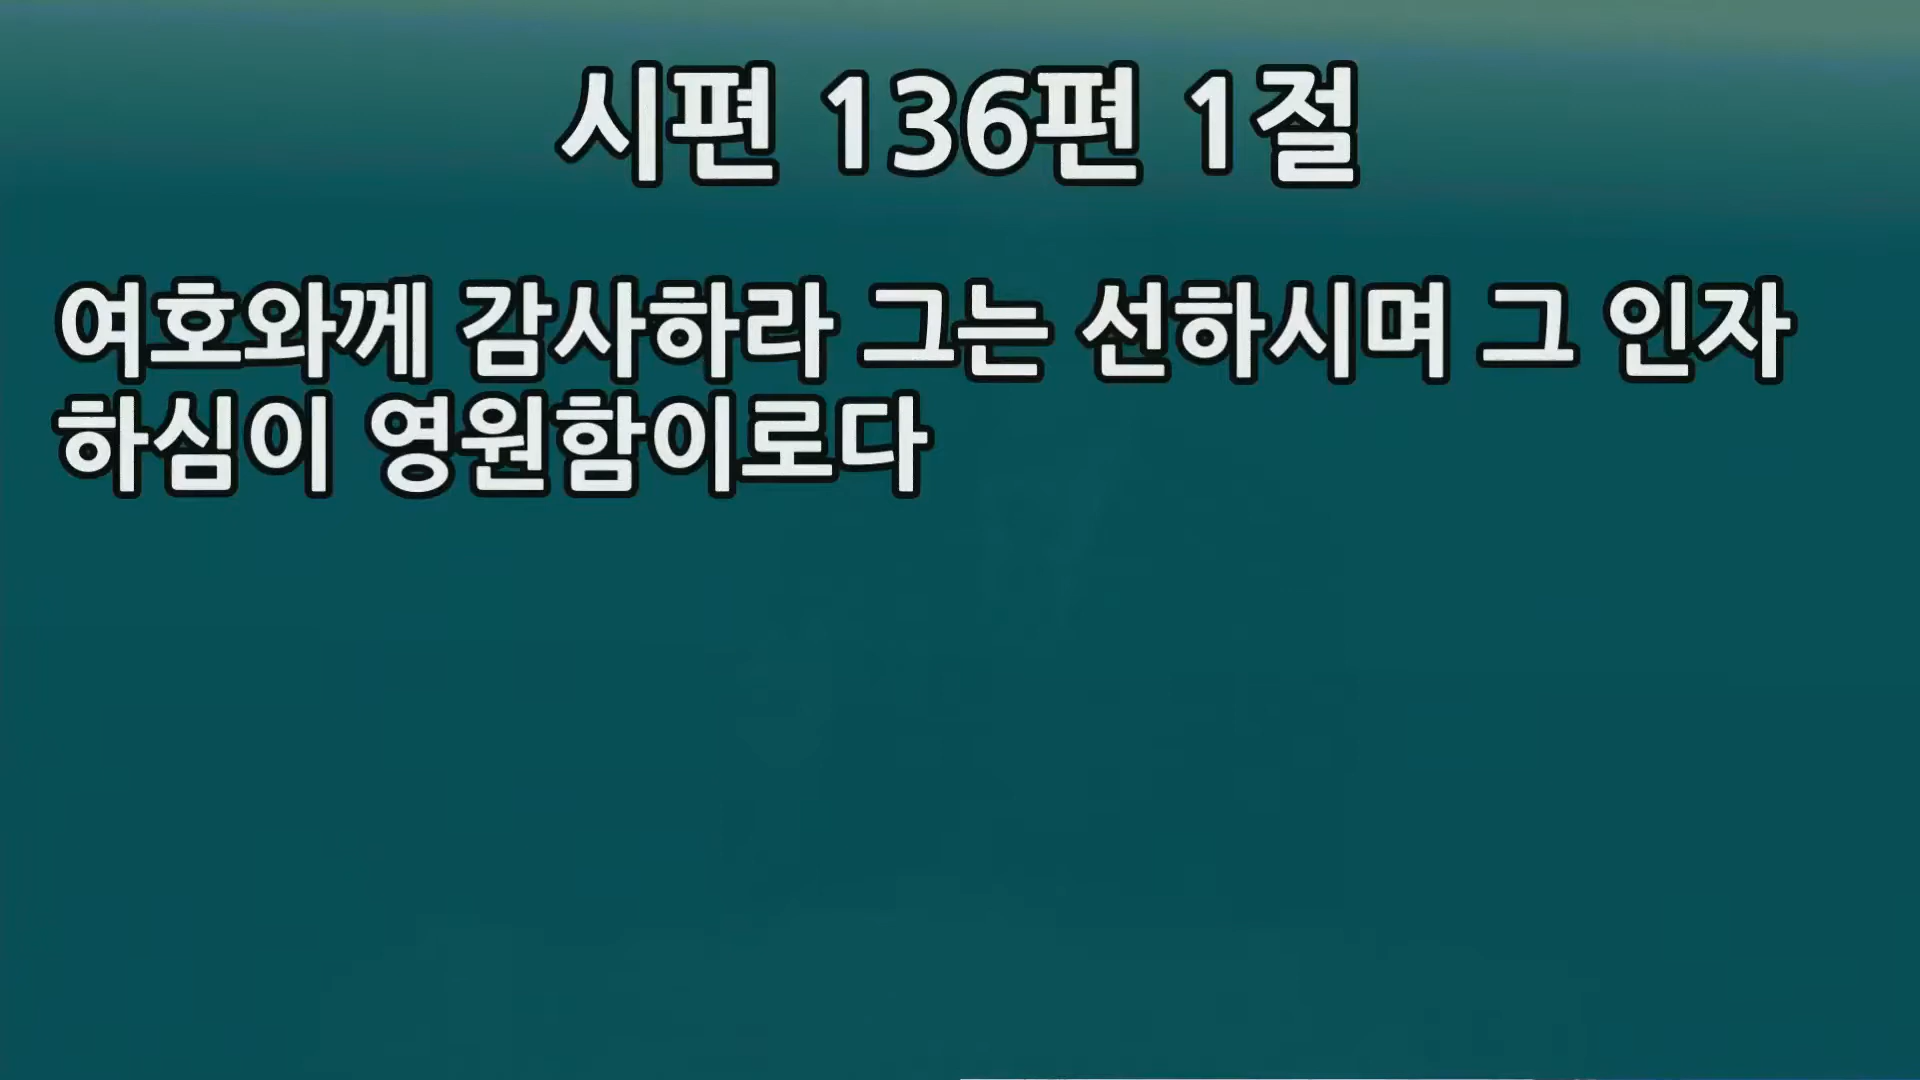 시편 136편 1절
여호와께 감사하라 그는 선하시며 그 인자
하심이 영원함이로다